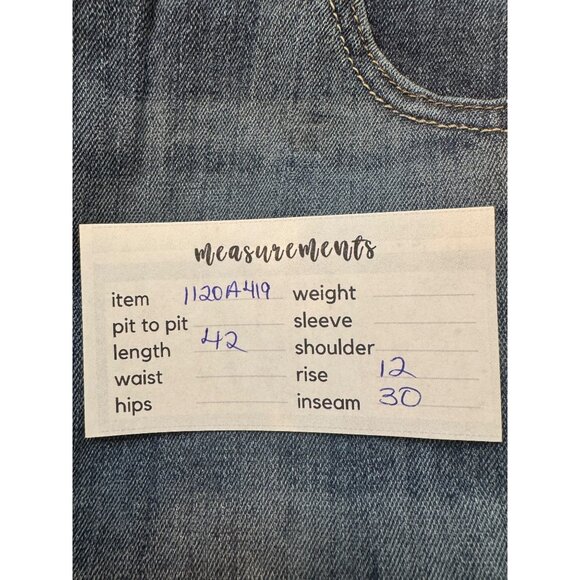 measurements
item 1120A419 weight
pit to pit sleeve
length 42 shoulder
waist rise 12
hips inseam 30